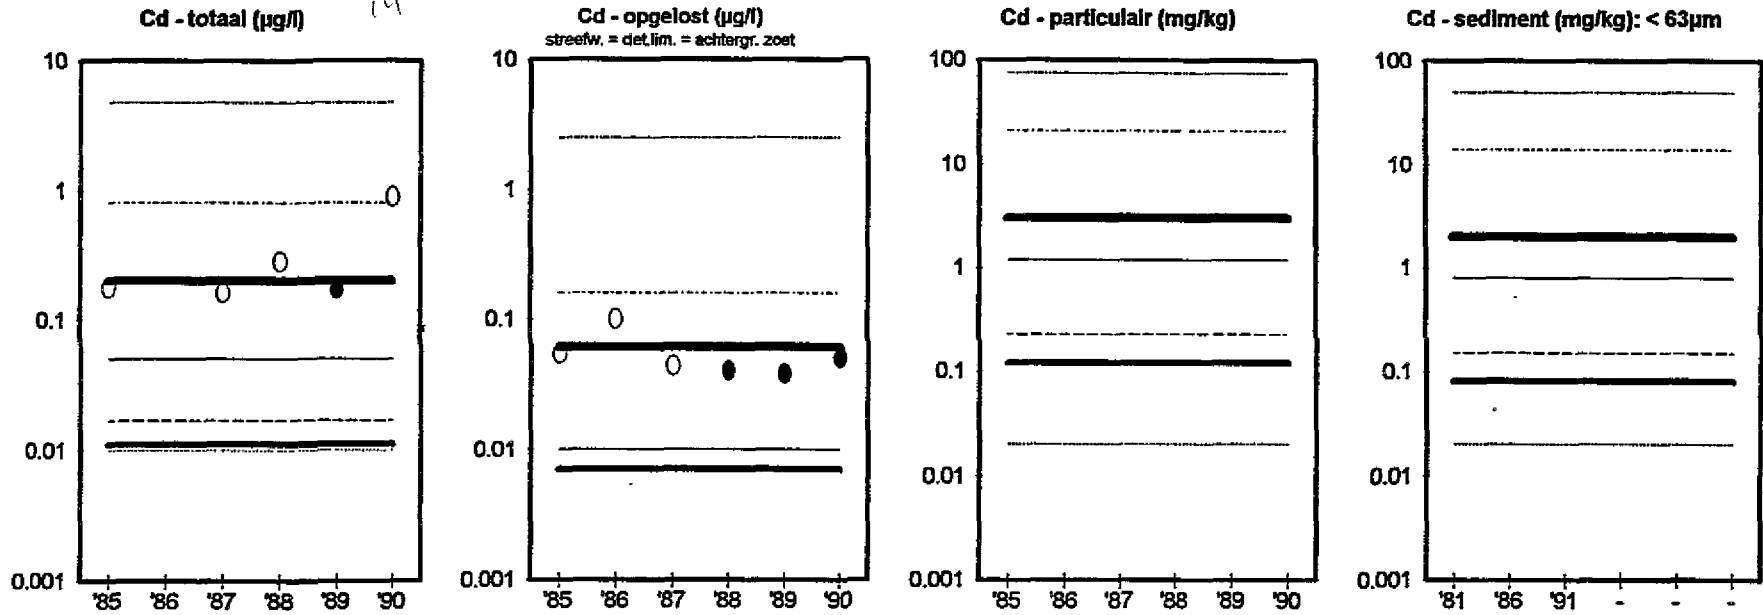 Cd - totaal (µg/l)
14
10
1
0.1
0.01
0.001
'85 '86 '87 '88 '89 '90
Cd - opgelost (µg/l)
streefw. = det.lim. = achtergr. zoet
10
1
0.1
0.01
0.001
'85 '86 '87 '88 '89 '90
Cd - particulair (mg/kg)
100
10
1
0.1
0.01
0.001
'85 '86 '87 '88 '89 '90
Cd - sediment (mg/kg): < 63µm
100
10
1
0.1
0.01
0.001
'81 '86 '91 - - -